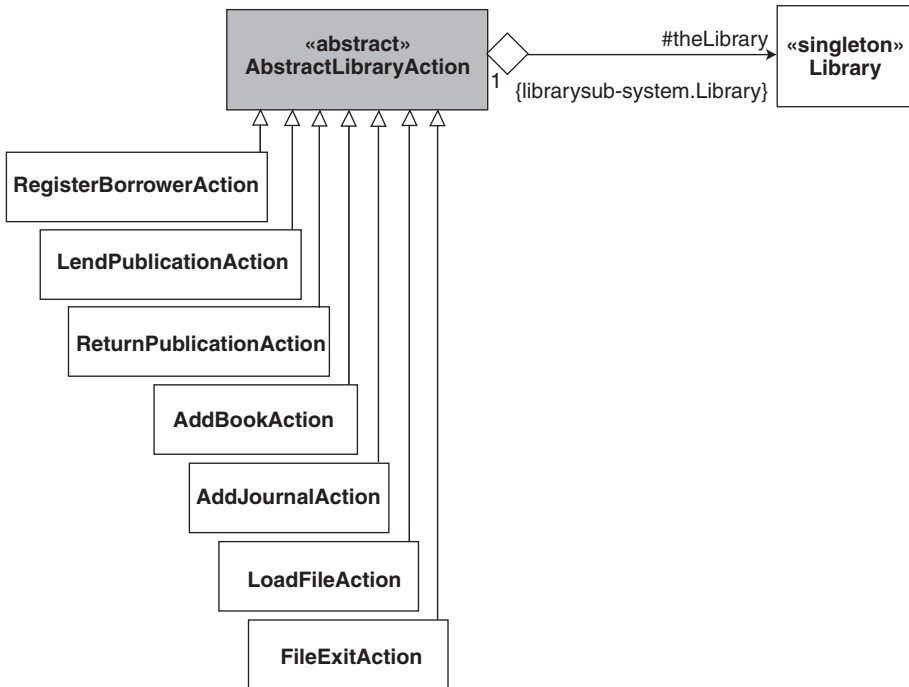 «abstract»
AbstractLibraryAction
#theLibrary
«singleton»
Library
1
{librarysub-system.Library}
RegisterBorrowerAction
LendPublicationAction
ReturnPublicationAction
AddBookAction
AddJournalAction
LoadFileAction
FileExitAction